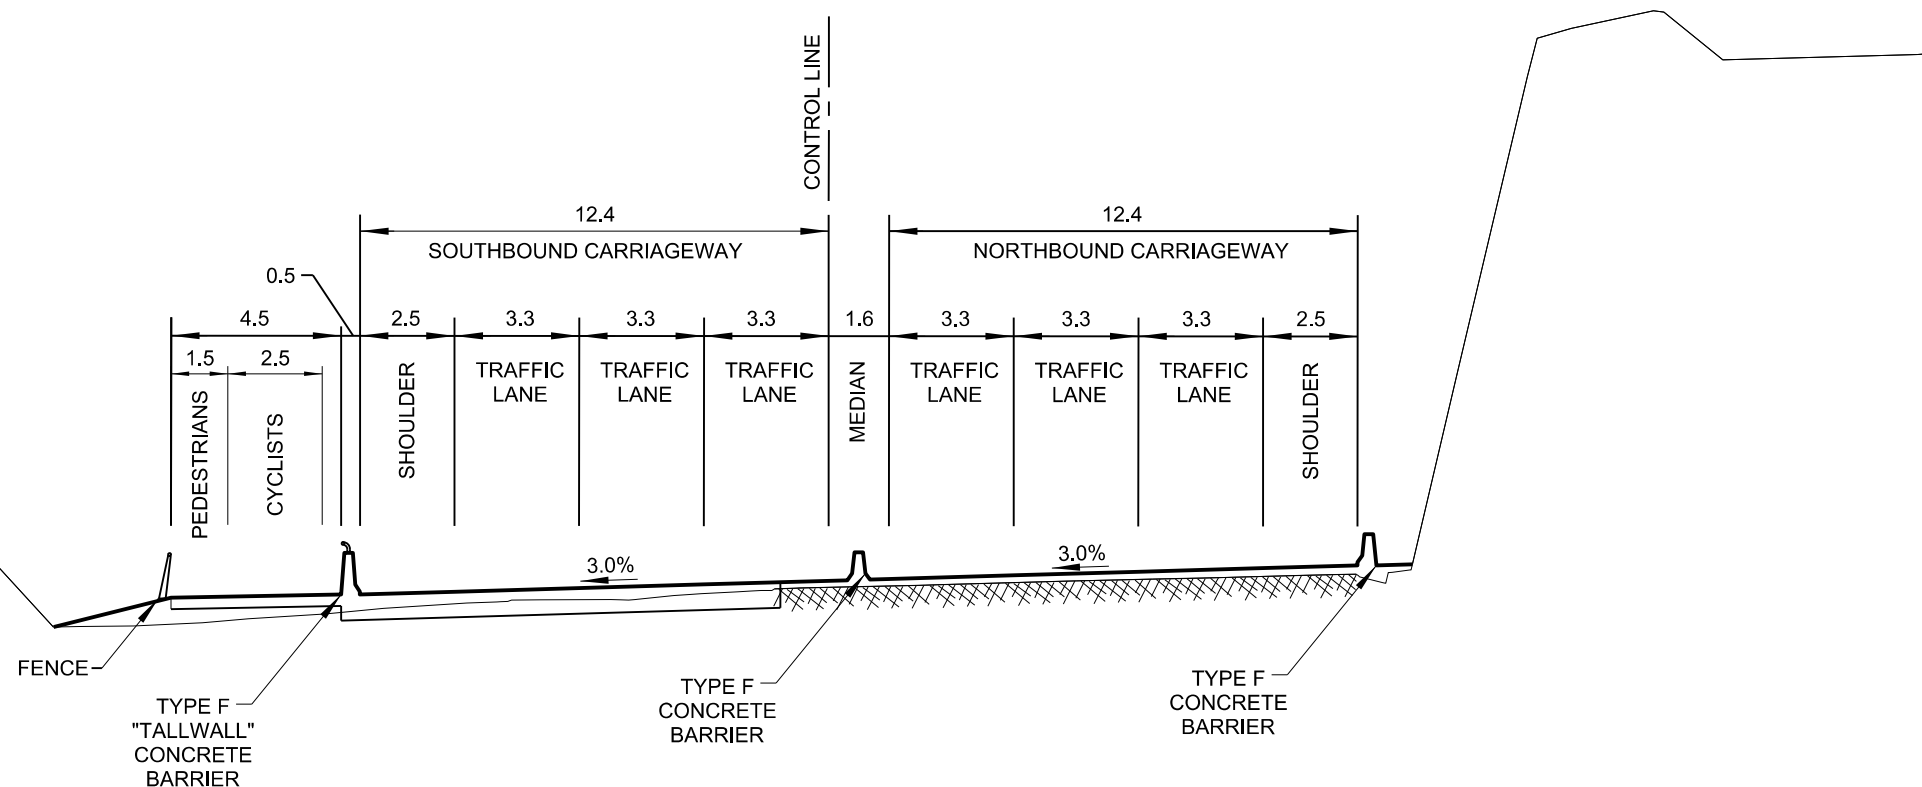 CONTROL LINE
12.4
SOUTHBOUND CARRIAGEWAY
12.4
NORTHBOUND CARRIAGEWAY
0.5
4.5
2.5
3.3
3.3
3.3
1.6
3.3
3.3
3.3
2.5
1.5
2.5
PEDESTRIANS
CYCLISTS
SHOULDER
TRAFFIC
LANE
TRAFFIC
LANE
TRAFFIC
LANE
MEDIAN
TRAFFIC
LANE
TRAFFIC
LANE
TRAFFIC
LANE
SHOULDER
3.0%
3.0%
FENCE
TYPE F
"TALLWALL"
CONCRETE
BARRIER
TYPE F
CONCRETE
BARRIER
TYPE F
CONCRETE
BARRIER